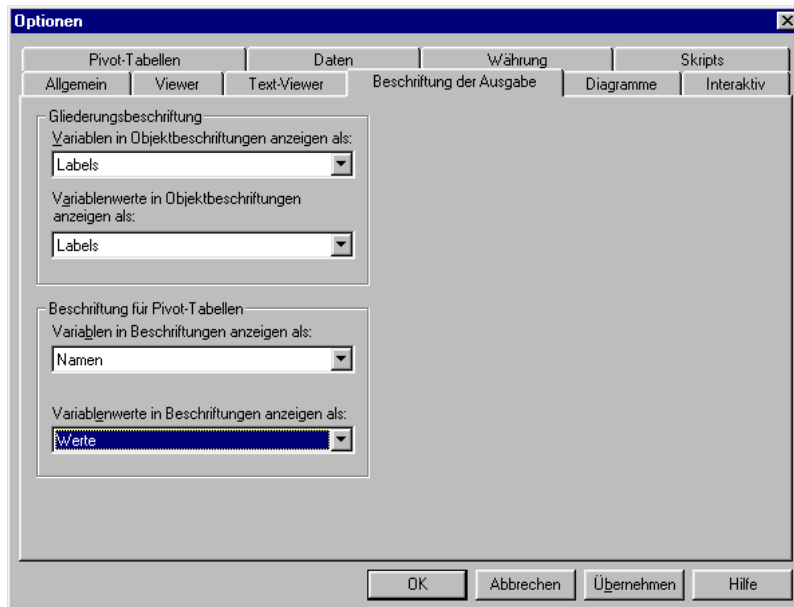 Optionen
Pivot-Tabellen Daten Währung Skripts
Allgemein Viewer Text-Viewer Beschriftung der Ausgabe Diagramme Interaktiv
Gliederungsbeschriftung
Variablen in Objektbeschriftungen anzeigen als:
Labels
Variablenwerte in Objektbeschriftungen
anzeigen als:
Labels
Beschriftung für Pivot-Tabellen
Variablen in Beschriftungen anzeigen als:
Namen
Variablenwerte in Beschriftungen anzeigen als:
Werte
OK Abbrechen Übernehmen Hilfe